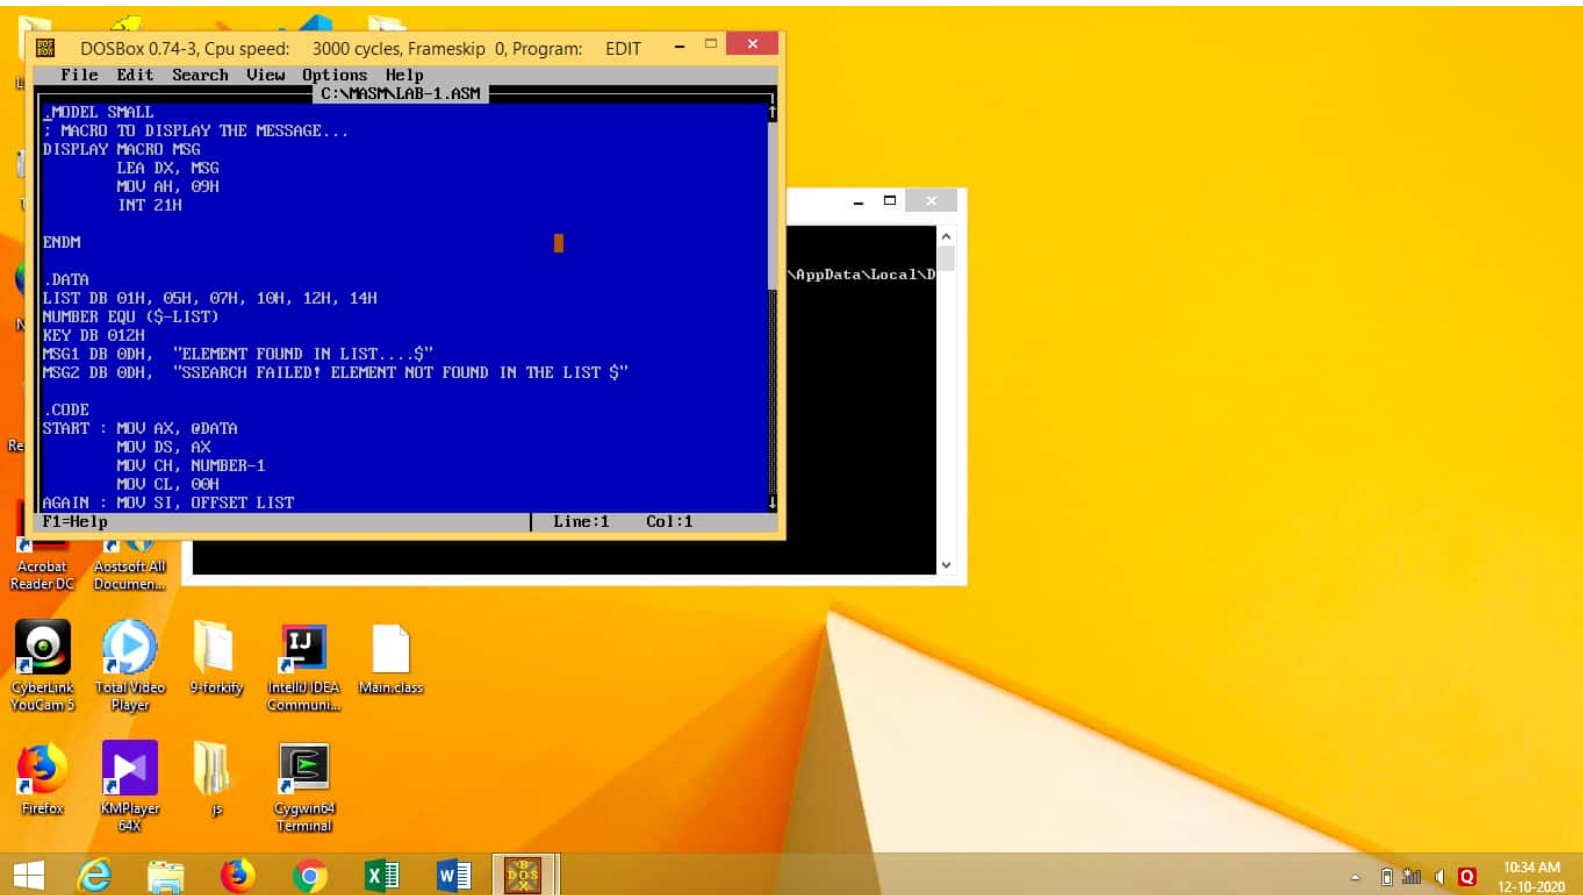 DOSBox 0.74-3, Cpu speed: 3000 cycles, Frameskip 0, Program: EDIT
File Edit Search View Options Help
C:\MASM\LAB-1.ASM
.MODEL SMALL
; MACRO TO DISPLAY THE MESSAGE...
DISPLAY MACRO MSG
LEA DX, MSG
MOV AH, 09H
INT 21H
ENDM
.DATA
LIST DB 01H, 05H, 07H, 10H, 12H, 14H
NUMBER EQU ($-LIST)
KEY DB 012H
MSG1 DB 0DH, "ELEMENT FOUND IN LIST....$"
MSG2 DB 0DH, "SSEARCH FAILED! ELEMENT NOT FOUND IN THE LIST $"
.CODE
START : MOV AX, @DATA
MOV DS, AX
MOV CH, NUMBER-1
MOV CL, 00H
AGAIN : MOV SI, OFFSET LIST
F1=Help Line:1 Col:1
\AppData\Local\D
Re
Acrobat
Reader DC
Aostsoft All
Documen...
CyberLink
YouCam 5
Total Video
Player
9-forkify
IntelliJ IDEA
Communi...
Main.class
Firefox
KMPlayer
64X
js
Cygwin64
Terminal
10:34 AM
12-10-2020